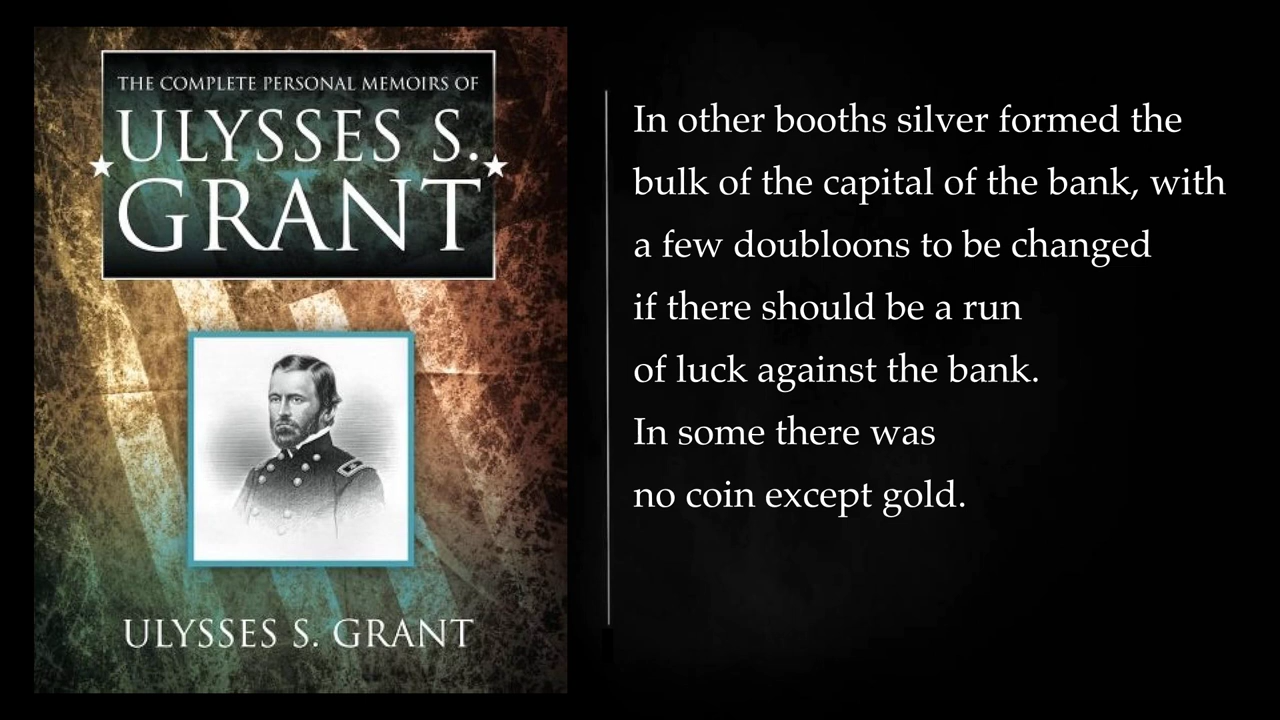 THE COMPLETE PERSONAL MEMOIRS OF
ULYSSES S.
GRANT
ULYSSES S. GRANT
In other booths silver formed the
bulk of the capital of the bank, with
a few doubloons to be changed
if there should be a run
of luck against the bank.
In some there was
no coin except gold.